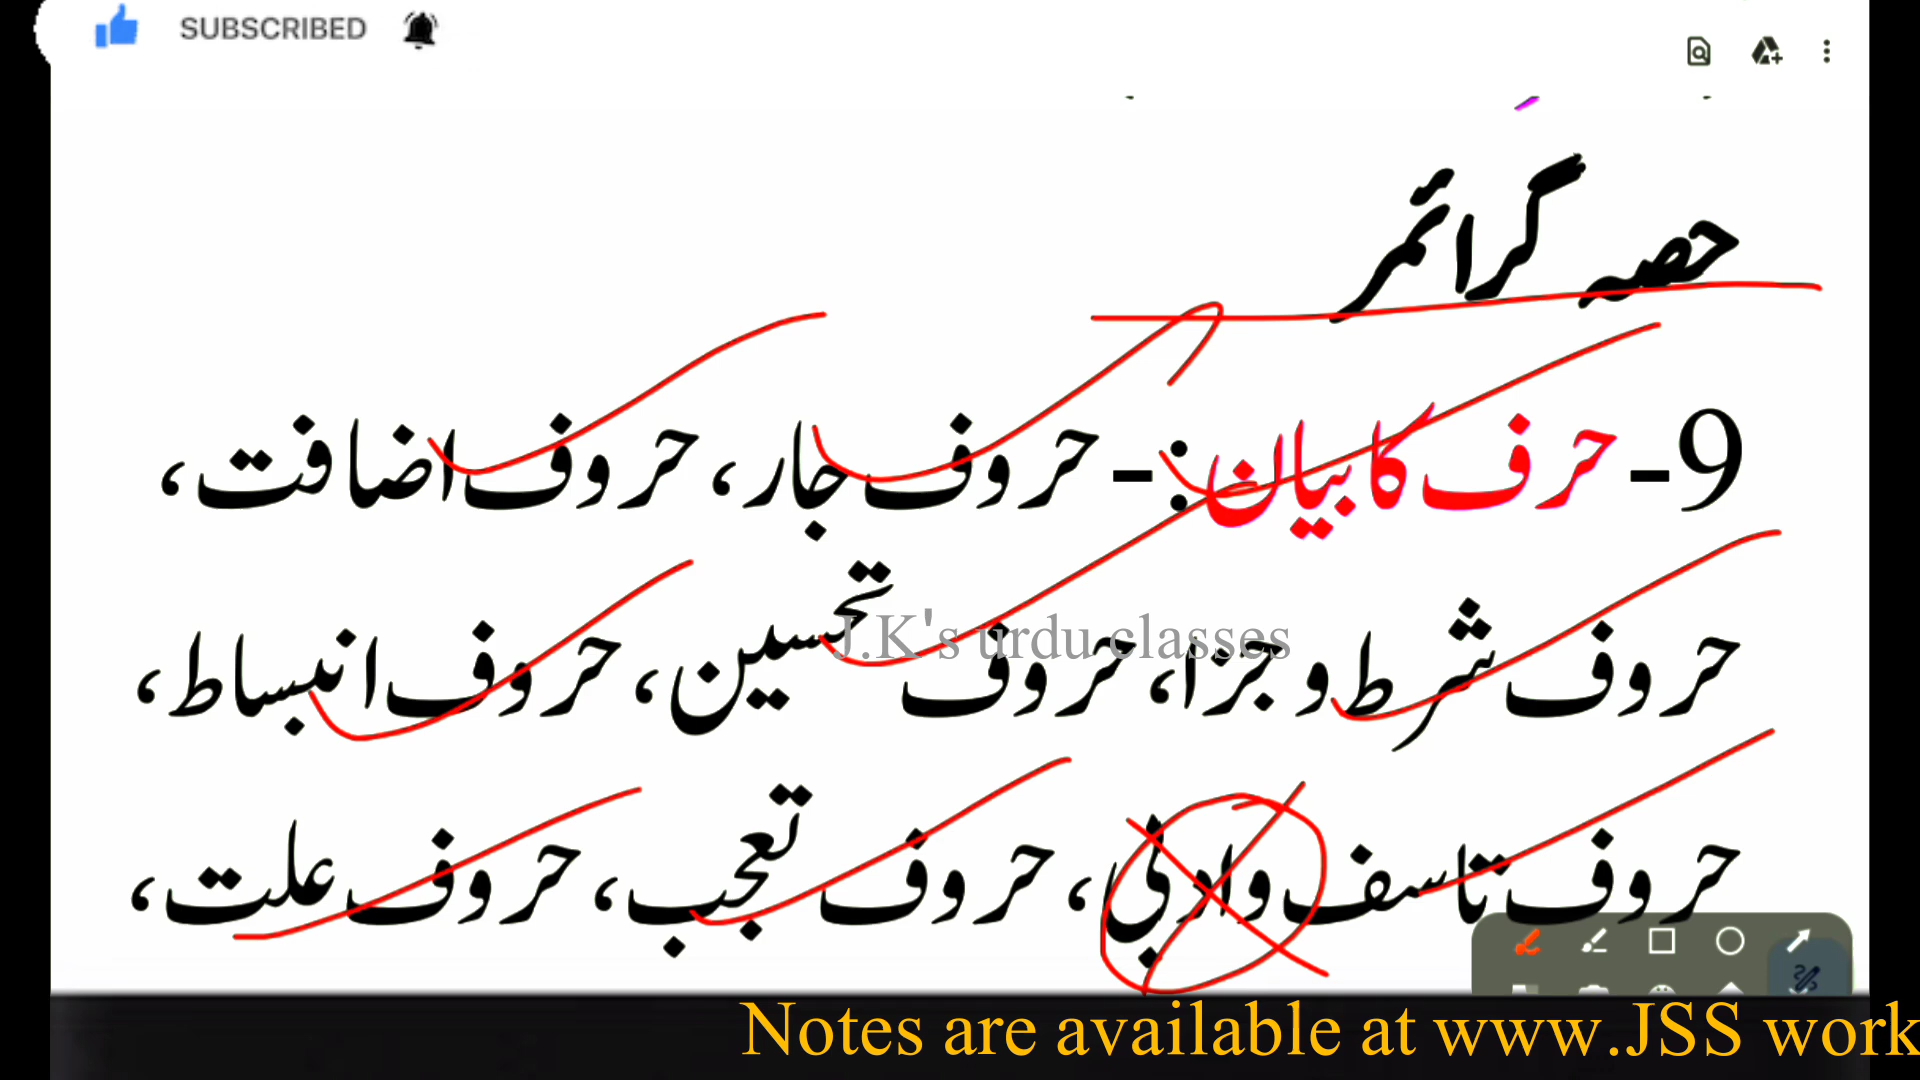 SUBSCRIBED
حصہ گرائمر
9- حرف کا بیان :- حروف جار، حروف اضافت،
حروف شرط و جزا، حروف تحسین، حروف انبساط،
J.K's urdu classes
حروف تاسف وادبی، حروف تعجب، حروف علت،
Notes are available at www.JSS work